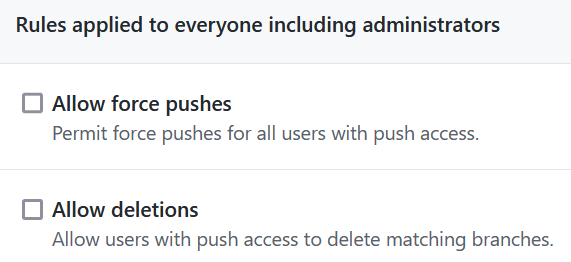 Rules applied to everyone including administrators
Allow force pushes
Permit force pushes for all users with push access.
Allow deletions
Allow users with push access to delete matching branches.